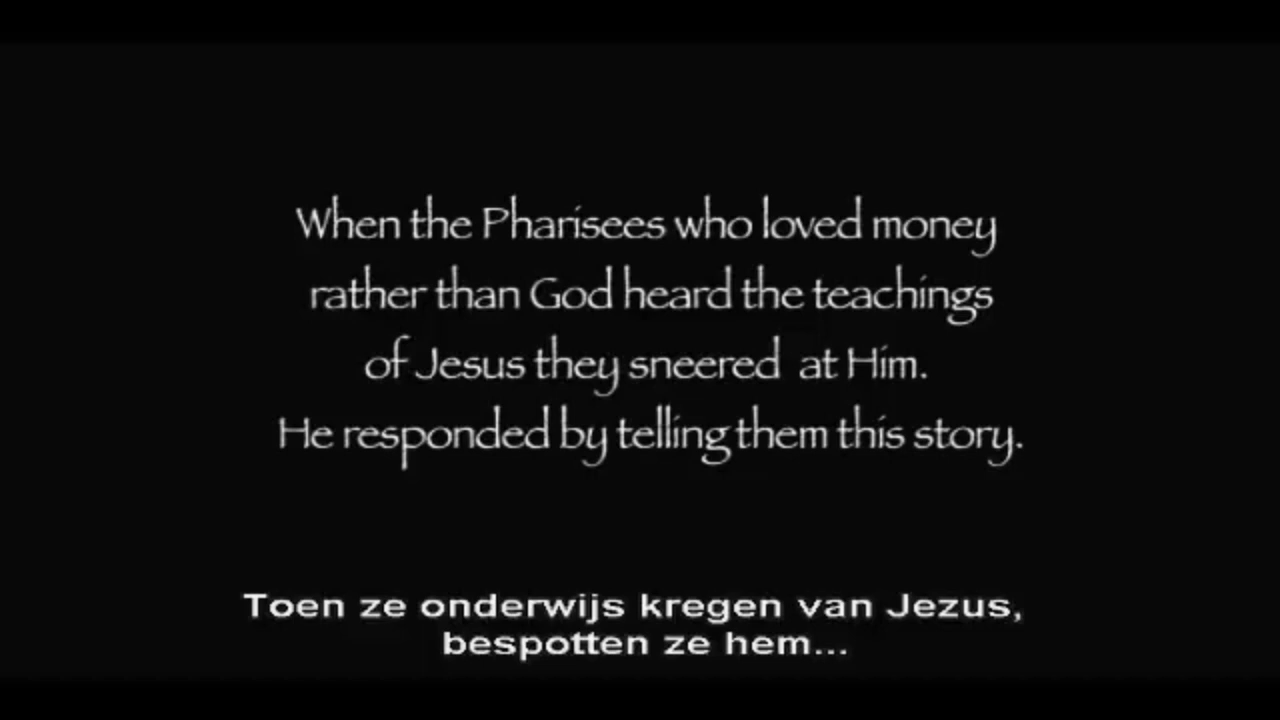 When the Pharisees who loved money
rather than God heard the teachings
of Jesus they sneered at Him.
He responded by telling them this story.
Toen ze onderwijs kregen van Jezus,
bespotten ze hem...